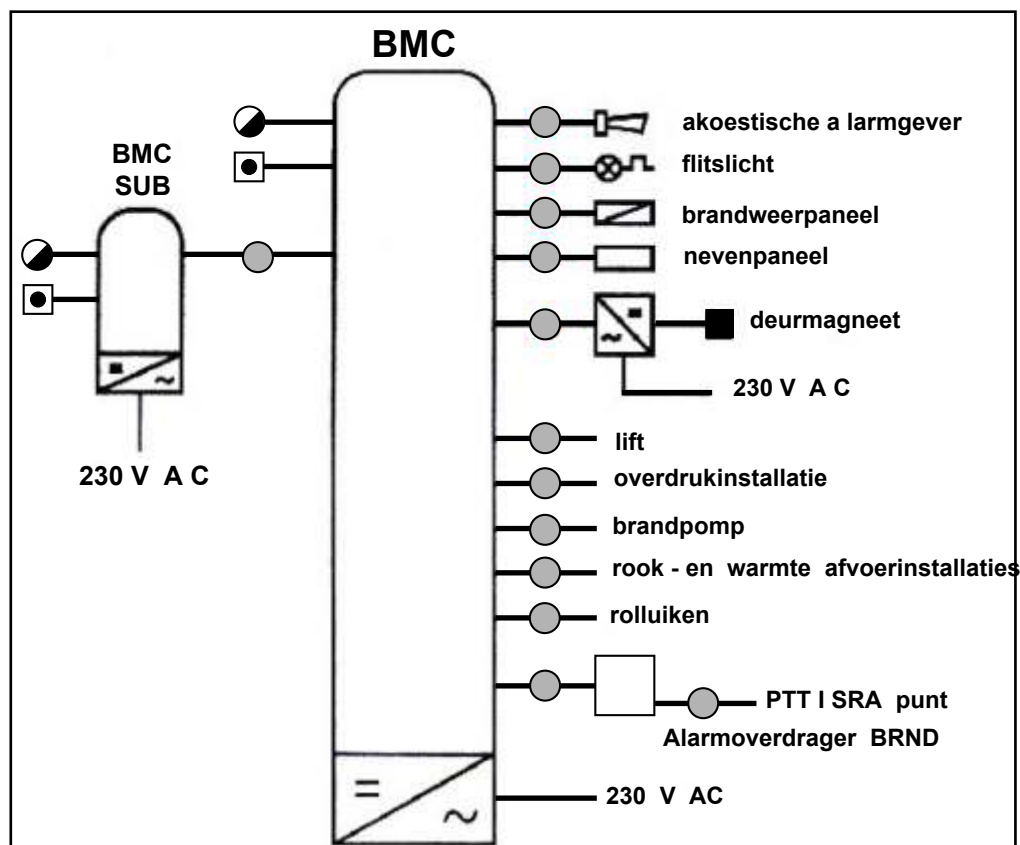 BMC
akoestische a larmgever
BMC
SUB
flitslicht
brandweerpaneel
nevenpaneel
deurmagneet
230 V A C
lift
230 V A C
overdrukinstallatie
brandpomp
rook - en warmte afvoerinstallaties
rolluiken
PTT I SRA punt
Alarmoverdrager BRND
230 V AC